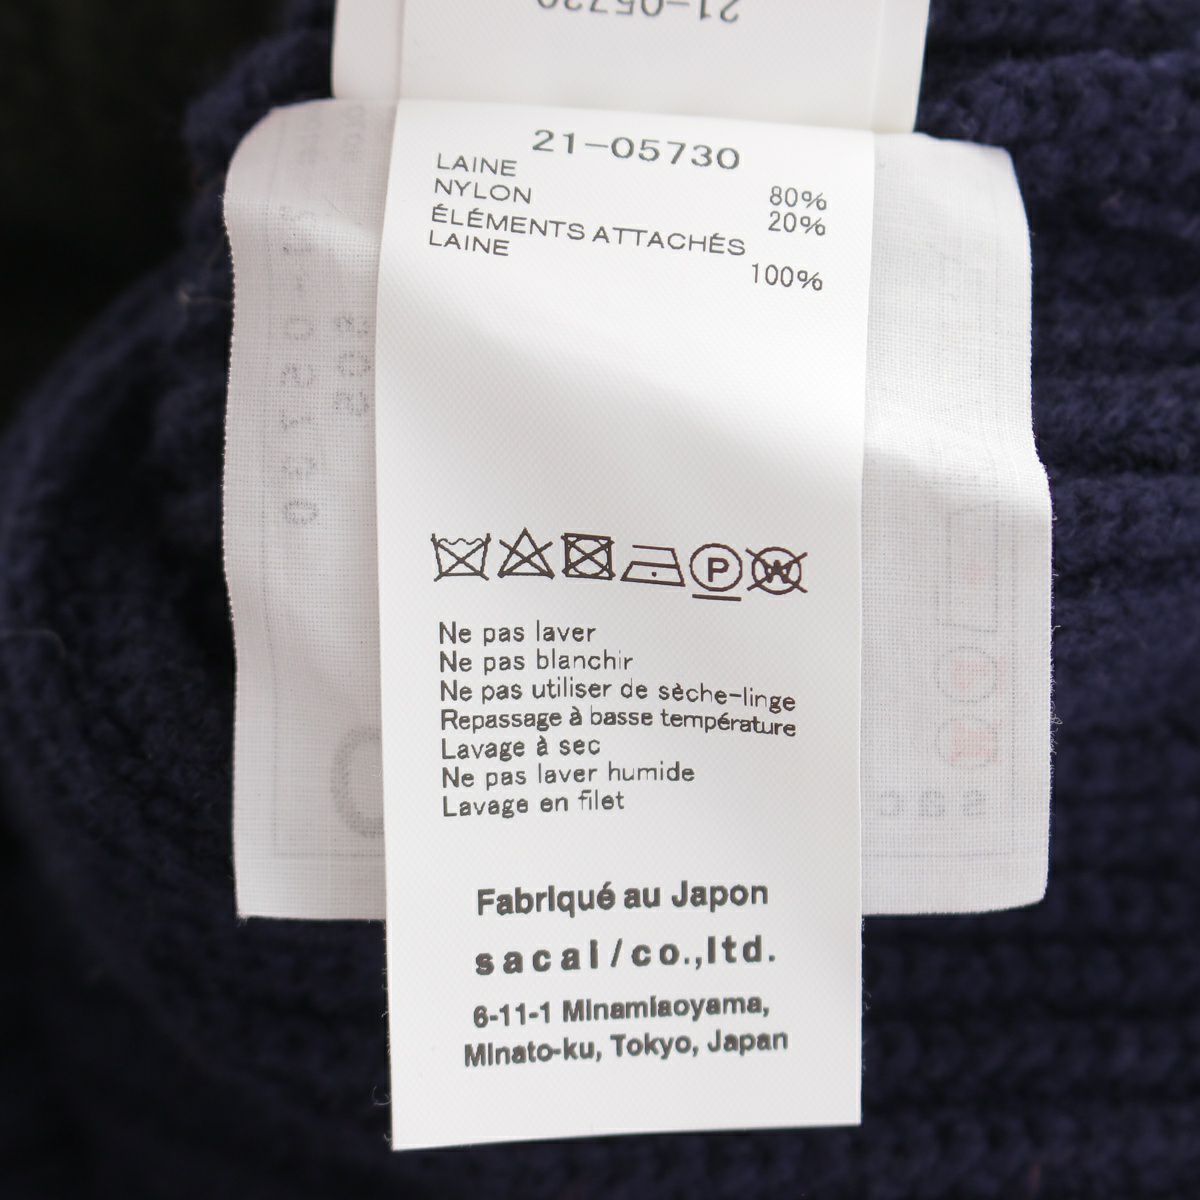 21-05730
21-05730
LAINE 80%
NYLON 20%
ÉLÉMENTS ATTACHÉS
LAINE 100%
P W
Ne pas laver
Ne pas blanchir
Ne pas utiliser de sèche-linge
Repassage à basse température
Lavage à sec
Ne pas laver humide
Lavage en filet
Fabriqué au Japon
sacai/co.,ltd.
6-11-1 Minamiaoyama,
Minato-ku, Tokyo, Japan